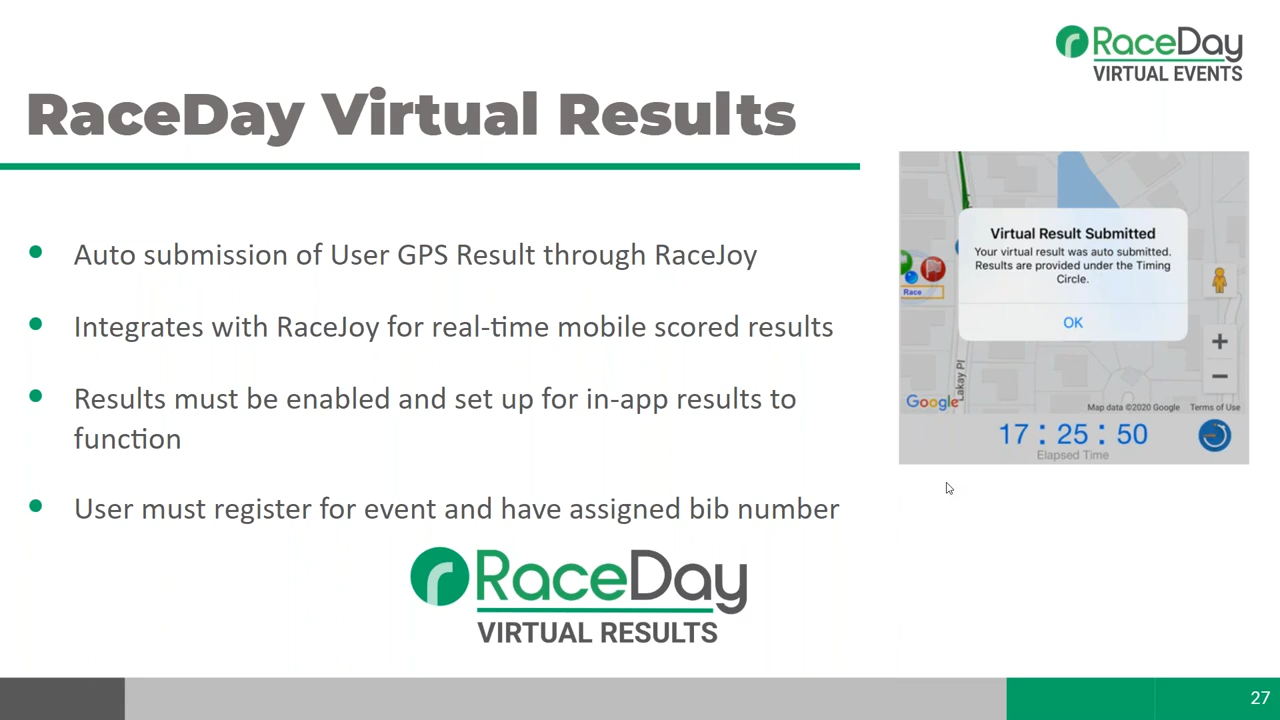 RaceDay
VIRTUAL EVENTS
RaceDay Virtual Results
Auto submission of User GPS Result through RaceJoy
Integrates with RaceJoy for real-time mobile scored results
Results must be enabled and set up for in-app results to
function
User must register for event and have assigned bib number
Virtual Result Submitted
Your virtual result was auto submitted.
Results are provided under the Timing
Circle.
OK
Race
Lakay Pl
+
−
Google
Map data ©2020 Google
Terms of Use
17 : 25 : 50
Elapsed Time
RaceDay
VIRTUAL RESULTS
27